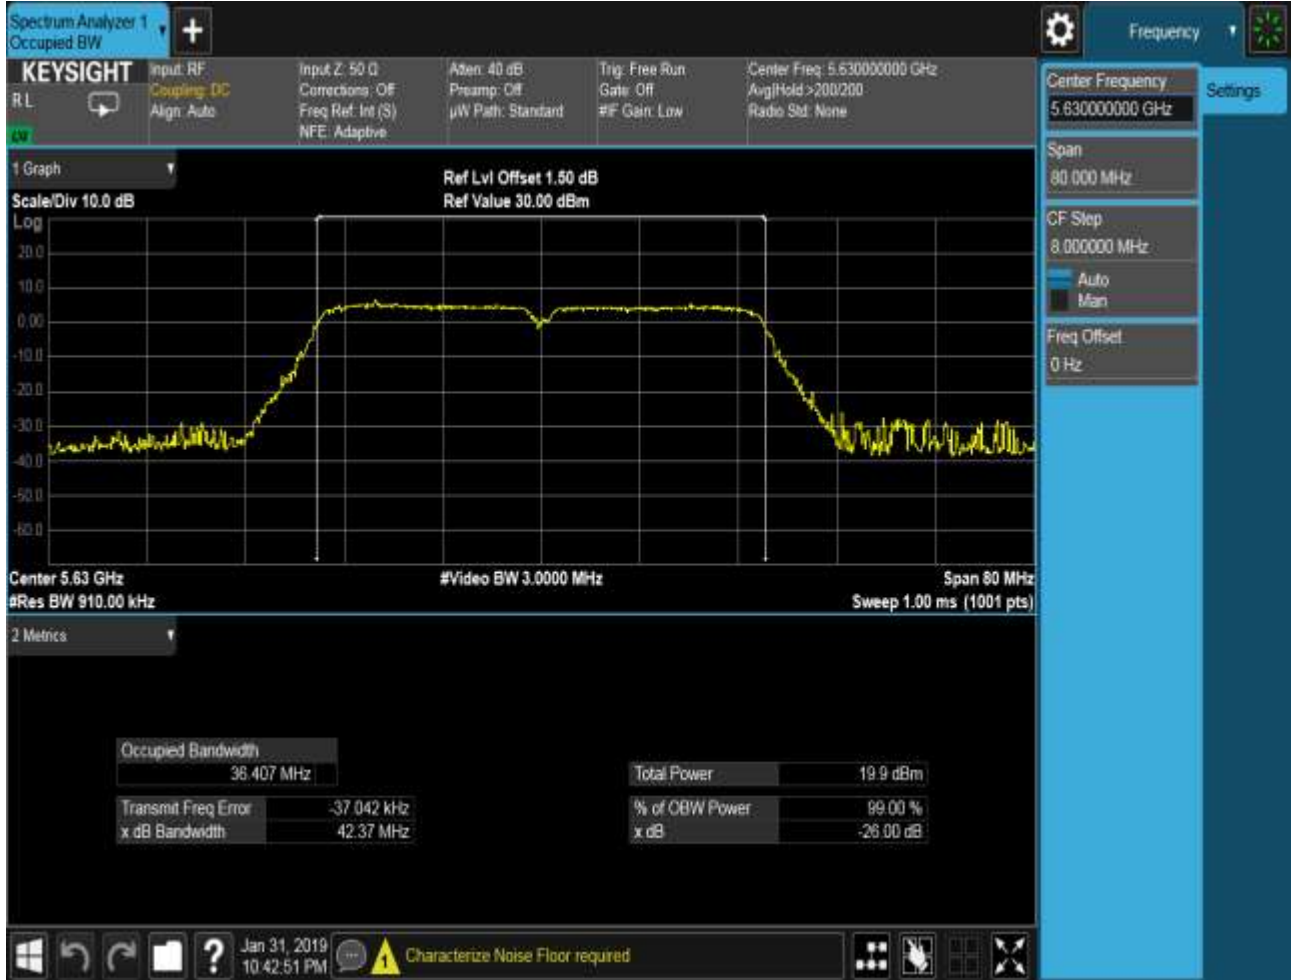 Spectrum Analyzer 1
Occupied BW
+
Frequency
KEYSIGHT
R L
Input: RF
Coupling: DC
Align: Auto
Input Z: 50 Ω
Corrections: Off
Freq Ref: Int (S)
NFE: Adaptive
Atten: 40 dB
Preamp: Off
µW Path: Standard
Trig: Free Run
Gate: Off
#IF Gain: Low
Center Freq: 5.630000000 GHz
Avg|Hold:>200/200
Radio Std: None
Center Frequency
5.630000000 GHz
Settings
Span
80.000 MHz
CF Step
8.000000 MHz
Auto
Man
Freq Offset
0 Hz
1 Graph
Scale/Div 10.0 dB
Ref Lvl Offset 1.50 dB
Ref Value 30.00 dBm
Log
20.0
10.0
0.00
-10.0
-20.0
-30.0
-40.0
-50.0
-60.0
Center 5.63 GHz
#Res BW 910.00 kHz
#Video BW 3.0000 MHz
Span 80 MHz
Sweep 1.00 ms (1001 pts)
2 Metrics
Occupied Bandwidth
36.407 MHz
Transmit Freq Error -37.042 kHz
x dB Bandwidth 42.37 MHz
Total Power 19.9 dBm
% of OBW Power 99.00 %
x dB -26.00 dB
?
Jan 31, 2019
10:42:51 PM
1
Characterize Noise Floor required